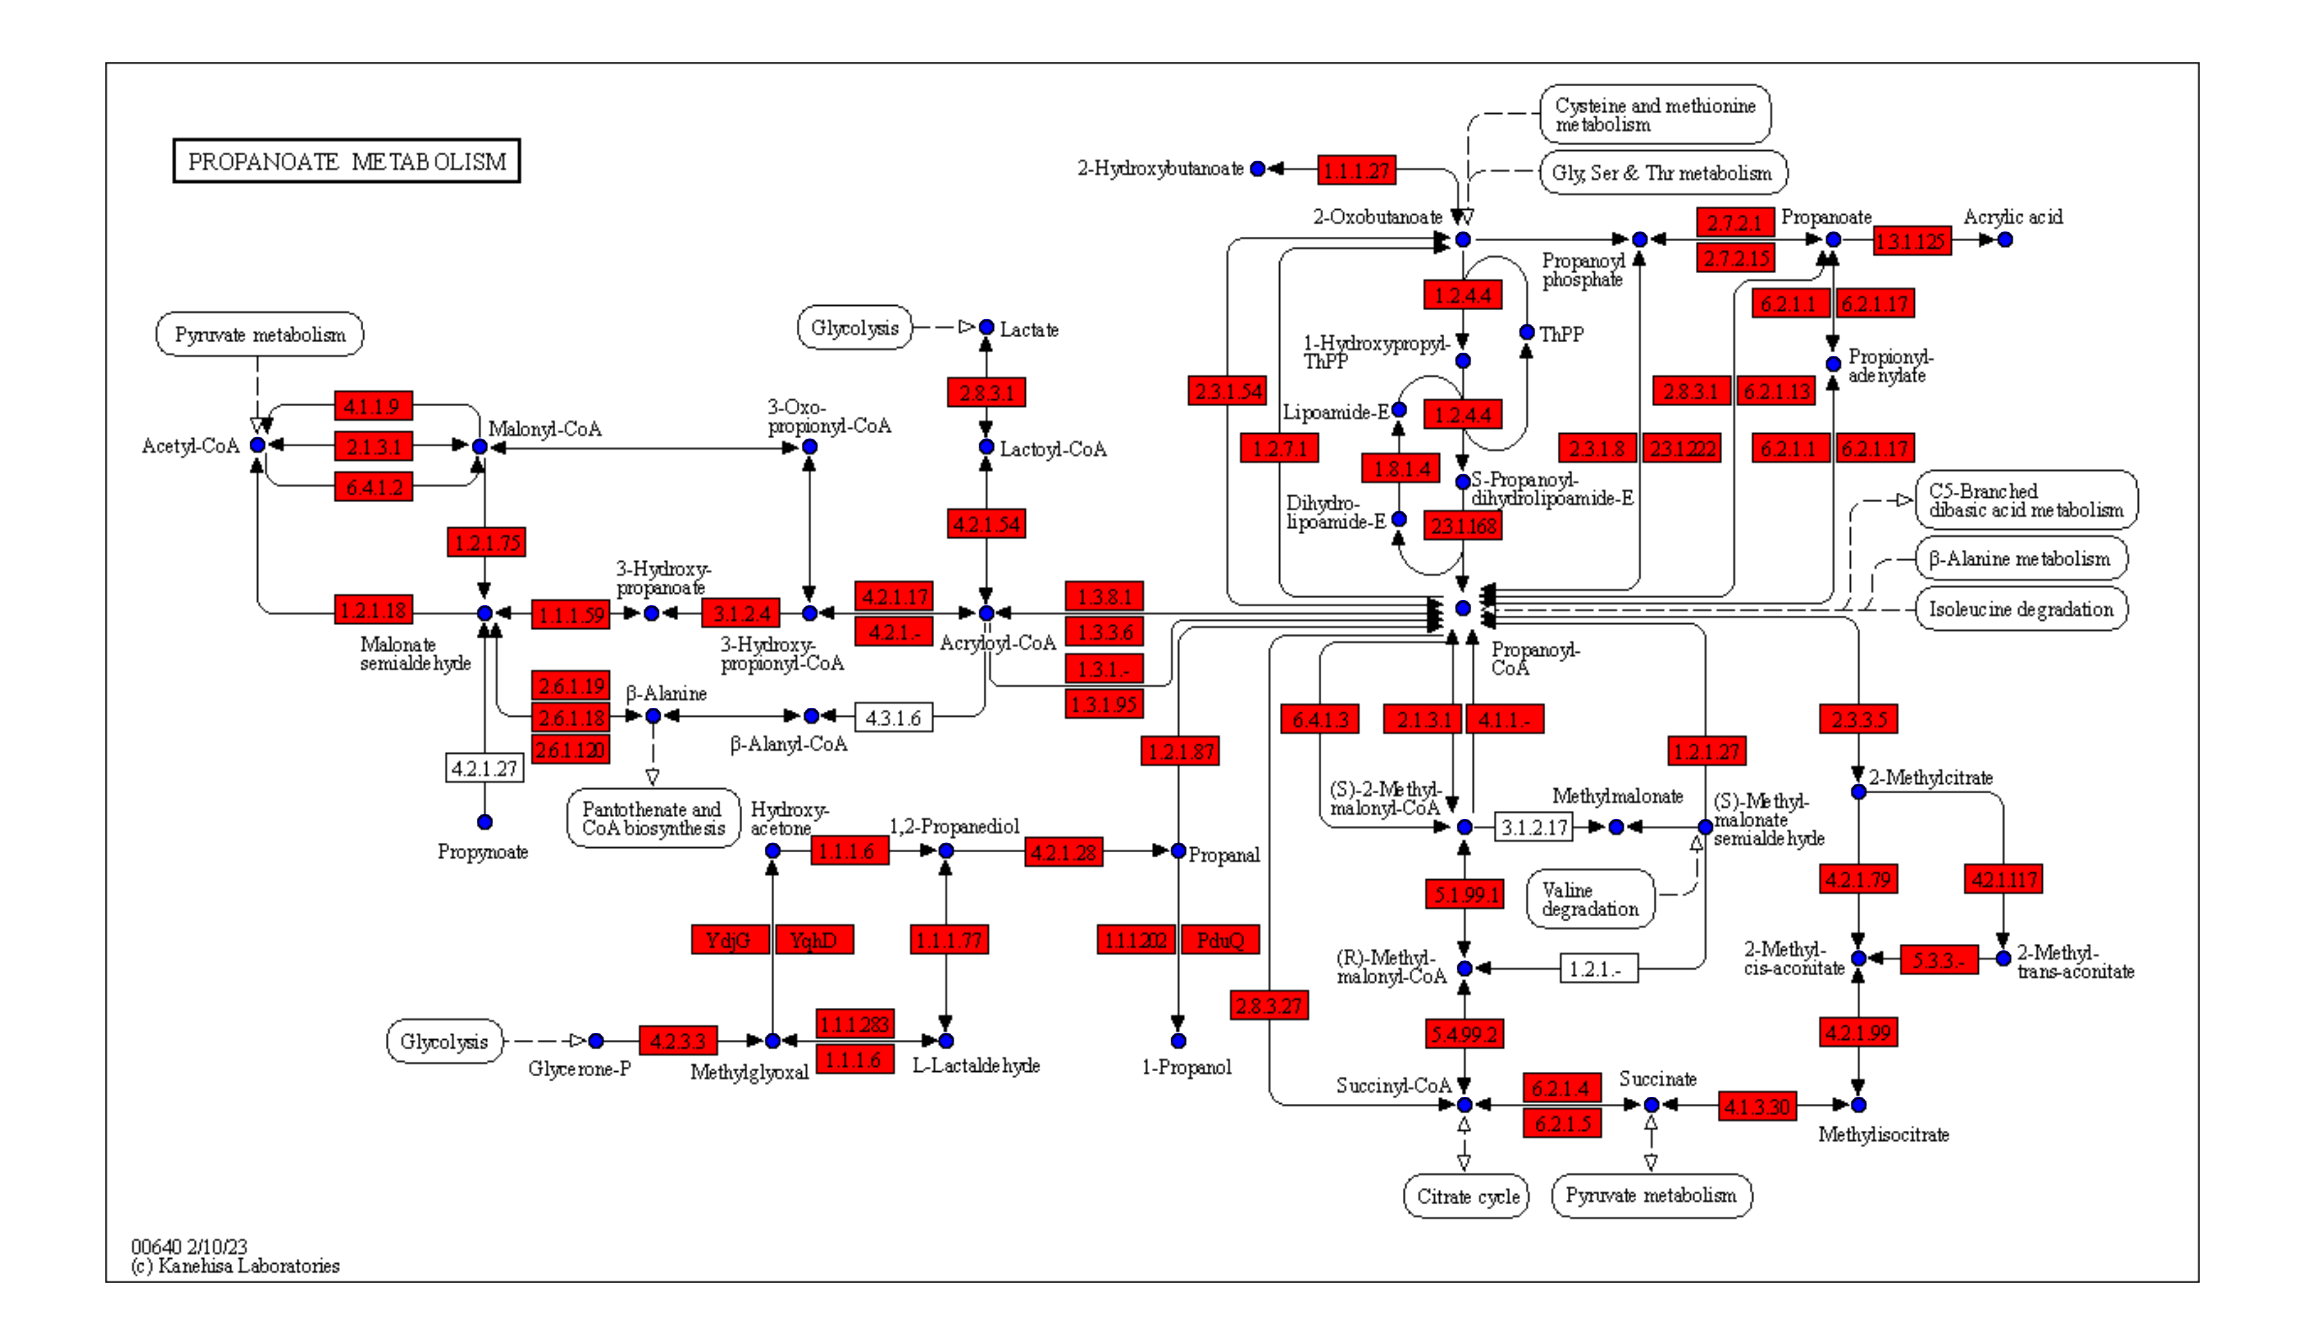 PROPANOATE METABOLISM
Cysteine and methionine
metabolism
2-Hydroxybutanoate
1.1.1.27
Gly, Ser & Thr metabolism
2-Oxobutanoate
2.7.2.1
Propanoate
Acrylic acid
1.3.1.125
2.7.2.15
Propanoyl
phosphate
1.2.4.4
6.2.1.1
6.2.1.17
Pyruvate metabolism
Glycolysis
Lactate
ThPP
1-Hydroxypropyl-
ThPP
Propionyl-
adenylate
2.8.3.1
2.3.1.54
2.8.3.1
6.2.1.13
4.1.1.9
3-Oxo-
propionyl-CoA
Lipoamide-E
1.2.4.4
Acetyl-CoA
2.1.3.1
Malonyl-CoA
Lactoyl-CoA
1.2.7.1
2.3.1.8
2.3.1.222
6.2.1.1
6.2.1.17
6.4.1.2
1.8.1.4
S-Propanoyl-
dihydrolipoamide-E
C5-Branched
dibasic acid metabolism
Dihydro-
lipoamide-E
4.2.1.54
2.3.1.168
1.2.1.75
β-Alanine metabolism
3-Hydroxy-
propanoate
4.2.1.17
1.3.8.1
1.2.1.18
1.1.1.59
3.1.2.4
Isoleucine degradation
4.2.1.-
1.3.3.6
Malonate
semialdehyde
3-Hydroxy-
propionyl-CoA
Acryloyl-CoA
Propanoyl-
CoA
1.3.1.-
2.6.1.19
β-Alanine
1.3.1.95
2.6.1.18
4.3.1.6
6.4.1.3
2.1.3.1
4.1.1.-
2.3.3.5
2.6.1.120
β-Alanyl-CoA
1.2.1.87
1.2.1.27
4.2.1.27
2-Methylcitrate
Pantothenate and
CoA biosynthesis
Hydroxy-
acetone
1,2-Propanediol
(S)-2-Methyl-
malonyl-CoA
Methylmalonate
(S)-Methyl-
malonate
semialdehyde
3.1.2.17
Propynoate
1.1.1.6
4.2.1.28
Propanal
5.1.99.1
Valine
degradation
4.2.1.79
4.2.1.117
YdjG
YqhD
1.1.1.77
1.1.1.202
PduQ
(R)-Methyl-
malonyl-CoA
1.2.1.-
2-Methyl-
cis-aconitate
5.3.3.-
2-Methyl-
trans-aconitate
2.8.3.27
Glycolysis
4.2.3.3
1.1.1.283
5.4.99.2
4.2.1.99
Glycerone-P
Methylglyoxal
1.1.1.6
L-Lactaldehyde
1-Propanol
Succinyl-CoA
6.2.1.4
Succinate
6.2.1.5
4.1.3.30
Methylisocitrate
Citrate cycle
Pyruvate metabolism
00640 2/10/23
(c) Kanehisa Laboratories